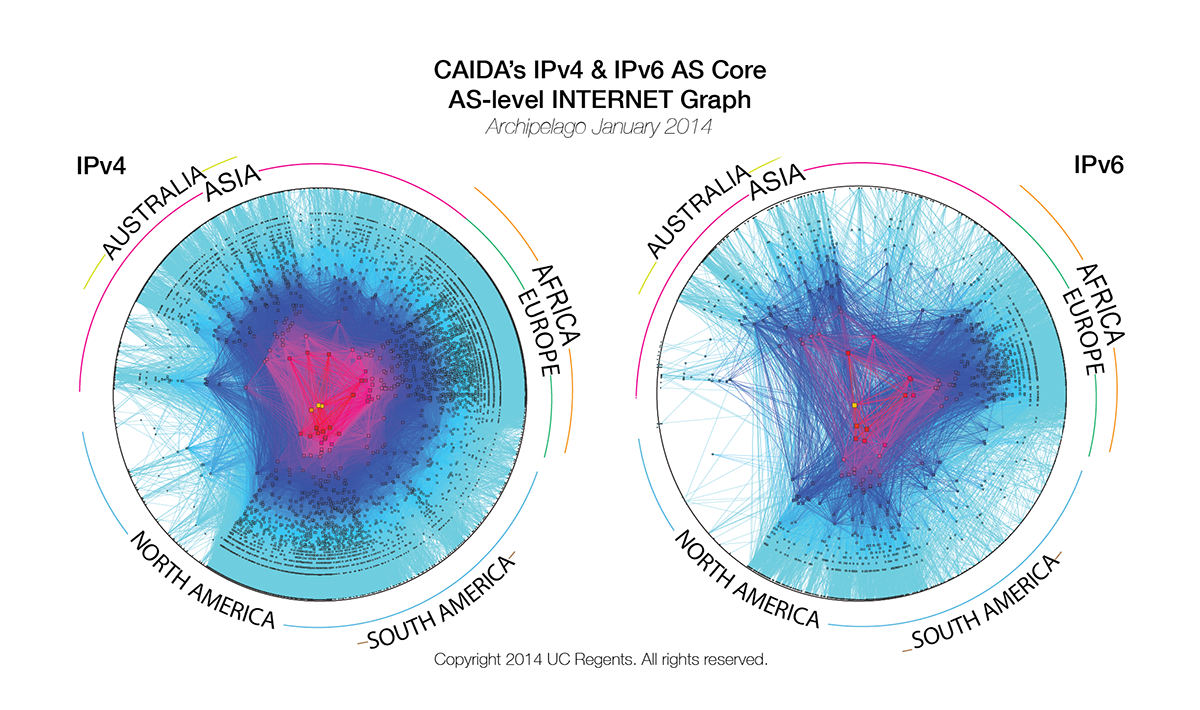 CAIDA's IPv4 & IPv6 AS Core
AS-level INTERNET Graph
Archipelago January 2014
IPv4
IPv6
AUSTRALIA
ASIA
AFRICA
EUROPE
NORTH AMERICA
SOUTH AMERICA
AUSTRALIA
ASIA
AFRICA
EUROPE
NORTH AMERICA
SOUTH AMERICA
Copyright 2014 UC Regents. All rights reserved.